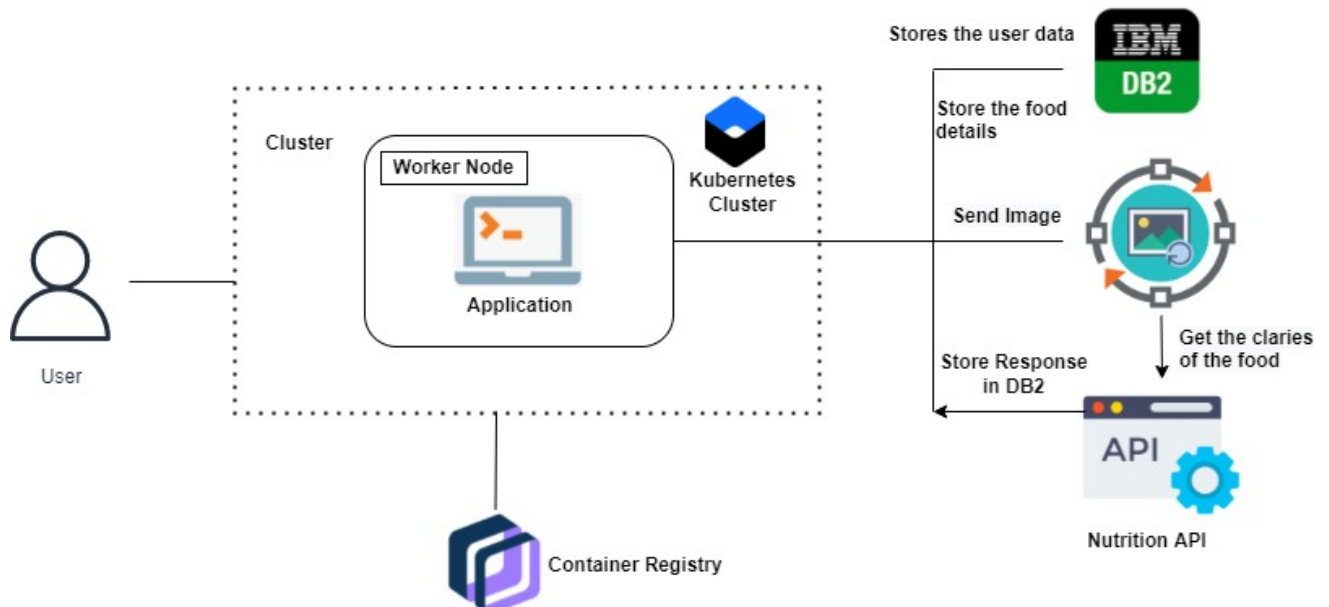 Stores the user data
IBM
DB2
Store the food
details
Cluster
Worker Node
Kubernetes
Cluster
Send Image
Application
User
Get the claries
of the food
Store Response
in DB2
API
Nutrition API
Container Registry